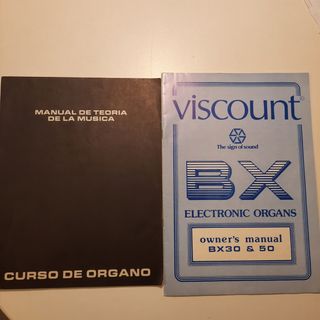 MANUAL DE TEORIA
DE LA MUSICA
CURSO DE ORGANO
viscount®
The sign of sound
BX
ELECTRONIC ORGANS
owner's manual
BX30 & 50